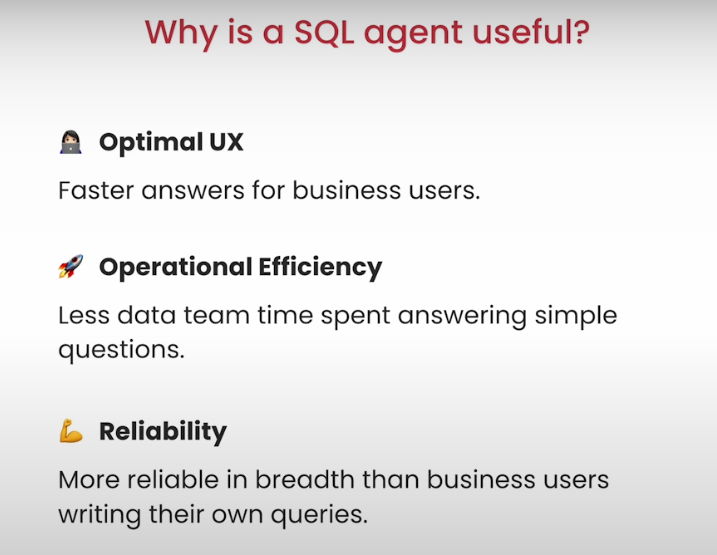 Why is a SQL agent useful?
Optimal UX
Faster answers for business users.
Operational Efficiency
Less data team time spent answering simple
questions.
Reliability
More reliable in breadth than business users
writing their own queries.